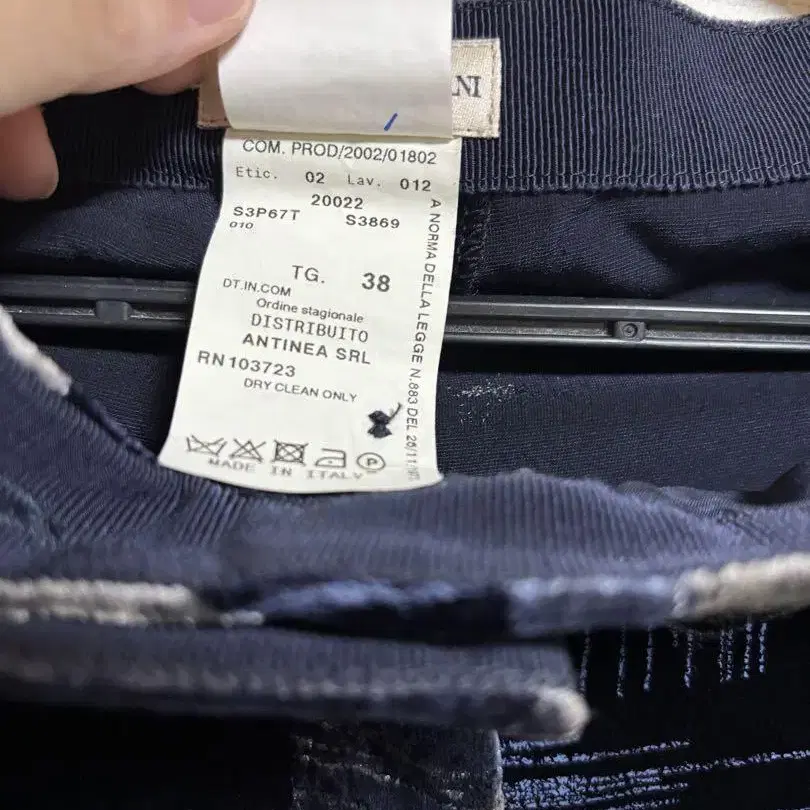 NI
COM. PROD/2002/01802
Etic. 02 Lav. 012
20022
S3P67T S3869
010
TG. 38
DT.IN.COM
Ordine stagionale
DISTRIBUITO
ANTINEA SRL
RN103723
DRY CLEAN ONLY
P
MADE IN ITALY
A NORMA DELLA LEGGE N.883 DEL 26/11/